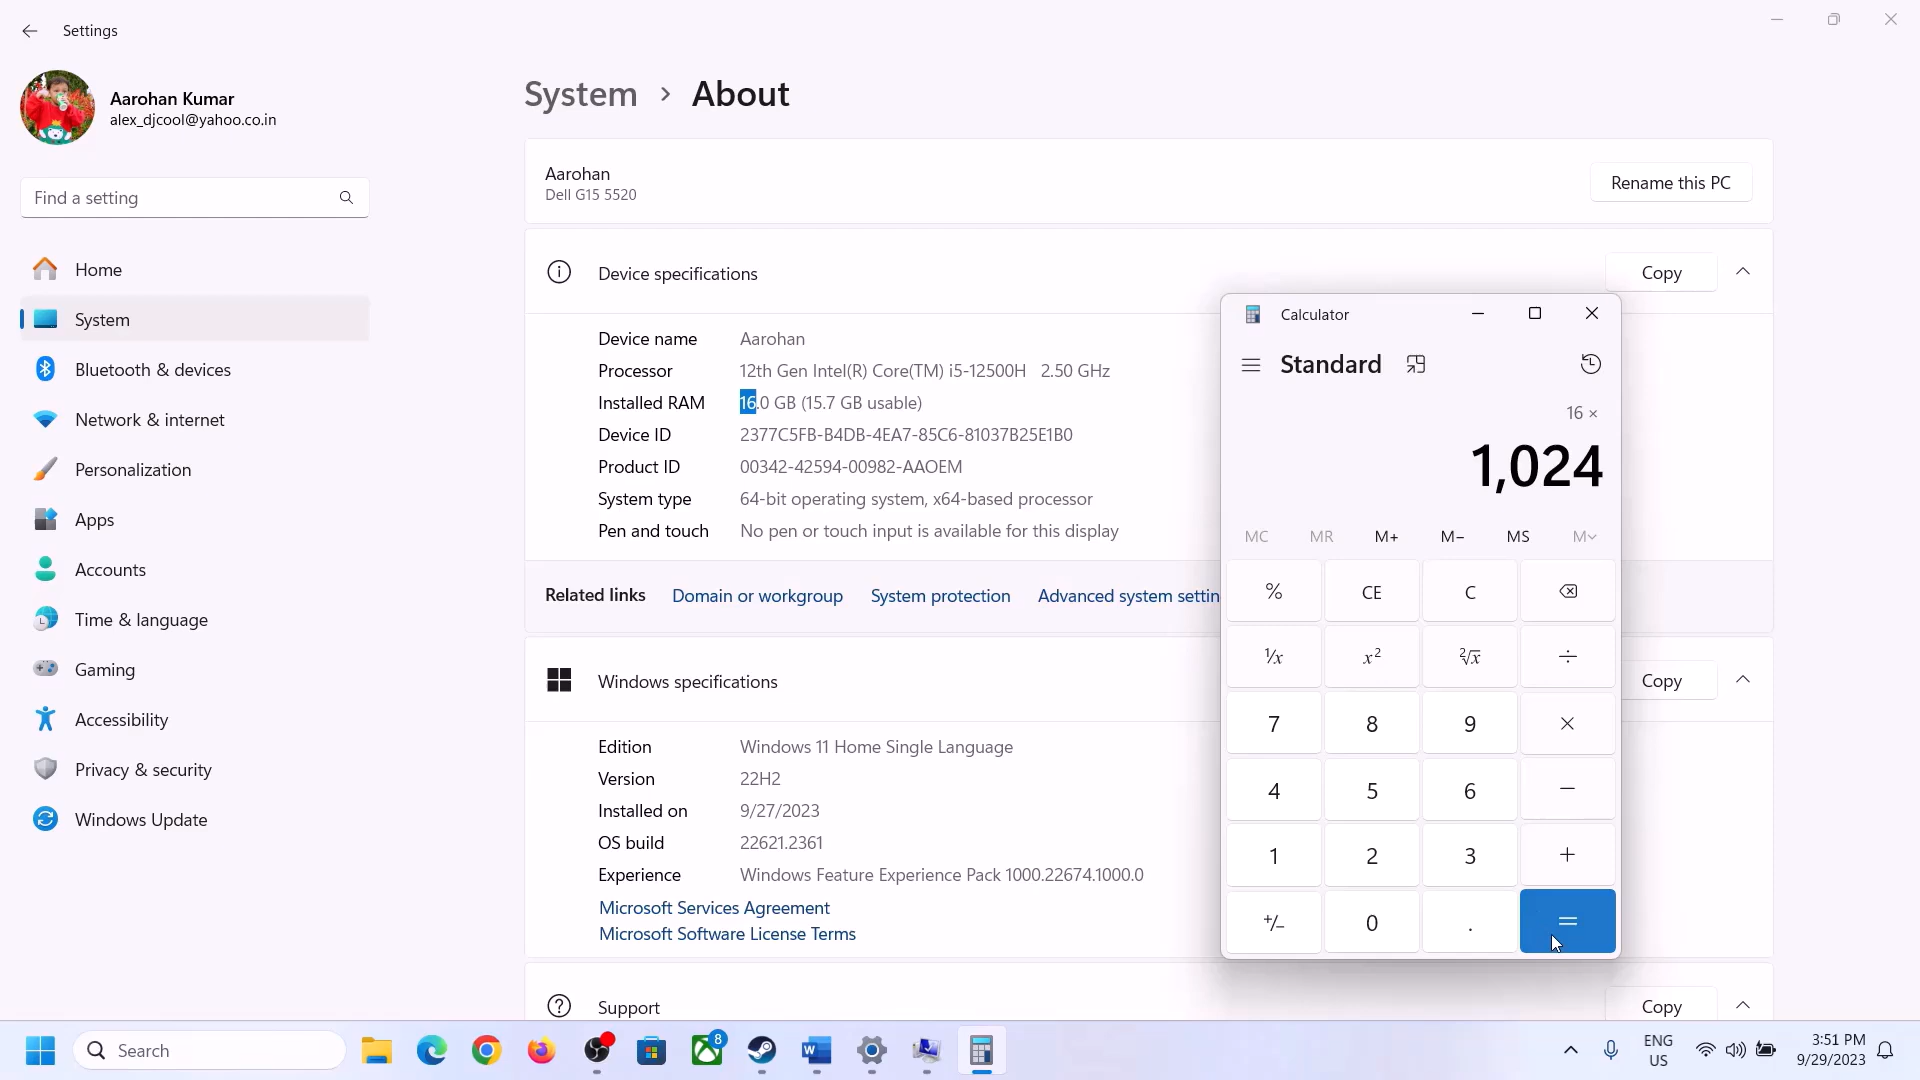 Settings
Aarohan Kumar
alex_djcool@yahoo.co.in
Find a setting
Home
System
Bluetooth & devices
Network & internet
Personalization
Apps
Accounts
Time & language
Gaming
Accessibility
Privacy & security
Windows Update
System > About
Aarohan
Dell G15 5520
Rename this PC
Device specifications
Copy
Device name Aarohan
Processor 12th Gen Intel(R) Core(TM) i5-12500H 2.50 GHz
Installed RAM 16.0 GB (15.7 GB usable)
Device ID 2377C5FB-B4DB-4EA7-85C6-81037B25E1B0
Product ID 00342-42594-00982-AAOEM
System type 64-bit operating system, x64-based processor
Pen and touch No pen or touch input is available for this display
Related links Domain or workgroup System protection Advanced system settin
Windows specifications
Copy
Edition Windows 11 Home Single Language
Version 22H2
Installed on 9/27/2023
OS build 22621.2361
Experience Windows Feature Experience Pack 1000.22674.1000.0
Microsoft Services Agreement
Microsoft Software License Terms
Support
Copy
Calculator
Standard
16 ×
1,024
MC MR M+ M− MS M
% CE C
¹/x x² ²√x ÷
7 8 9 ×
4 5 6 −
1 2 3 +
+/− 0 . =
Search
8
ENG
US
3:51 PM
9/29/2023